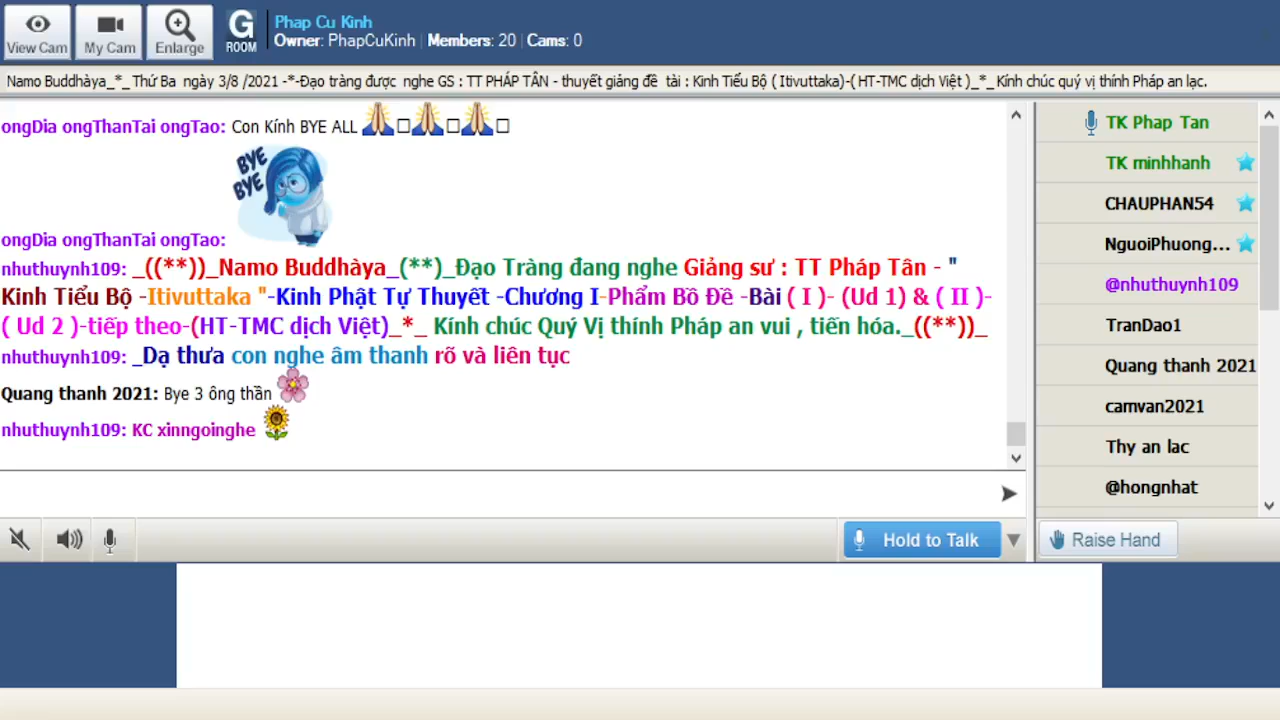 View Cam
My Cam
Enlarge
G
ROOM
Phap Cu Kinh
Owner: PhapCuKinh | Members: 20 | Cams: 0
Namo Buddhàya_*_Thứ Ba ngày 3/8 /2021 -*-Đạo tràng được nghe GS : TT PHÁP TÂN - thuyết giảng đề tài : Kinh Tiểu Bộ ( Itivuttaka)-( HT-TMC dịch Việt )_*_Kính chúc quý vị thính Pháp an lạc.
ongDia ongThanTai ongTao: Con Kính BYE ALL
BYE
BYE
ongDia ongThanTai ongTao:
nhuthuynh109: _((**))_Namo Buddhàya_(**)_Đạo Tràng đang nghe Giảng sư : TT Pháp Tân - "
Kinh Tiểu Bộ -Itivuttaka "-Kinh Phật Tự Thuyết -Chương I-Phẩm Bồ Đề -Bài ( I )- (Ud 1) & ( II )-
( Ud 2 )-tiếp theo-(HT-TMC dịch Việt)_*_ Kính chúc Quý Vị thính Pháp an vui , tiến hóa._((**))_
nhuthuynh109: _Dạ thưa con nghe âm thanh rõ và liên tục
Quang thanh 2021: Bye 3 ông thần
nhuthuynh109: KC xinngoinghe
TK Phap Tan
TK minhhanh
CHAUPHAN54
NguoiPhuong...
@nhuthuynh109
TranDao1
Quang thanh 2021
camvan2021
Thy an lac
@hongnhat
Hold to Talk
Raise Hand